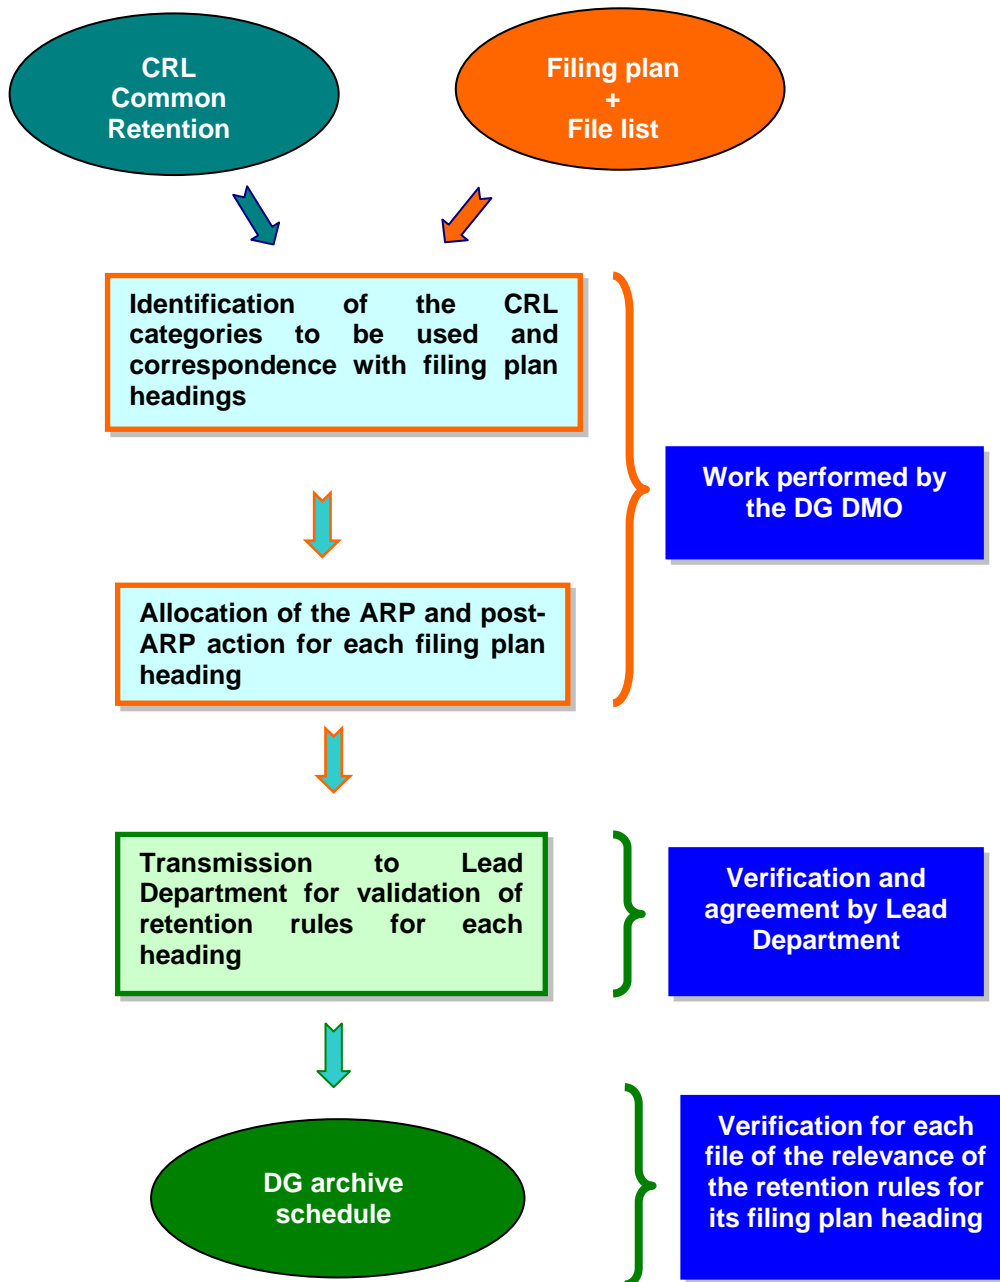 CRL
Common
Retention
Filing plan
+
File list
Identification of the CRL
categories to be used and
correspondence with filing plan
headings
Work performed by
the DG DMO
Allocation of the ARP and post-
ARP action for each filing plan
heading
Transmission to Lead
Department for validation of
retention rules for each
heading
Verification and
agreement by Lead
Department
DG archive
schedule
Verification for each
file of the relevance of
the retention rules for
its filing plan heading